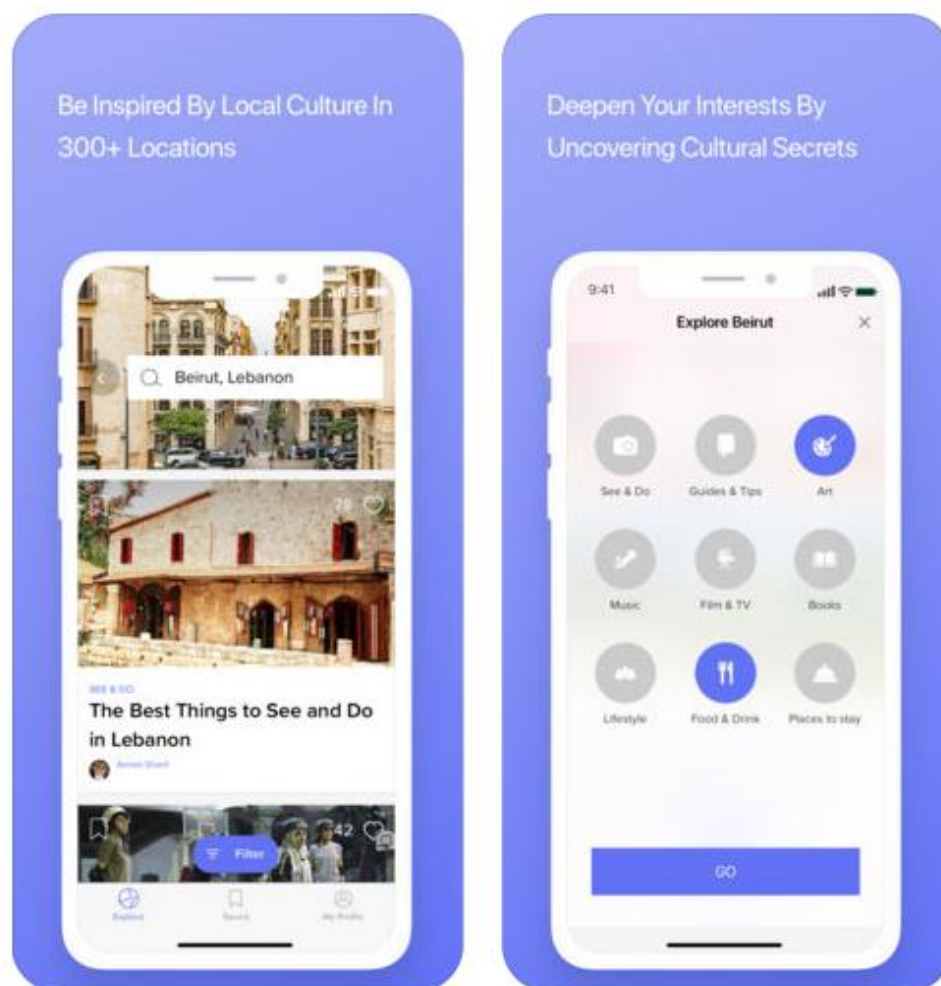 Be Inspired By Local Culture In
300+ Locations
Beirut, Lebanon
78
SEE & DO
The Best Things to See and Do
in Lebanon
42
Filter
Explore
Saved
My Profile
Deepen Your Interests By
Uncovering Cultural Secrets
9:41
Explore Beirut
See & Do
Guides & Tips
Art
Music
Film & TV
Books
Lifestyle
Food & Drink
Places to stay
GO